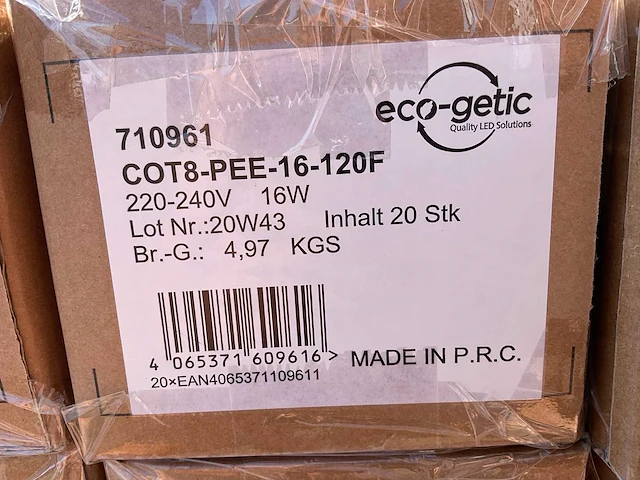 eco-getic
Quality LED Solutions
710961
COT8-PEE-16-120F
220-240V 16W
Lot Nr.:20W43 Inhalt 20 Stk
Br.-G.: 4,97 KGS
4 065371 609616 >
MADE IN P.R.C.
20×EAN4065371109611